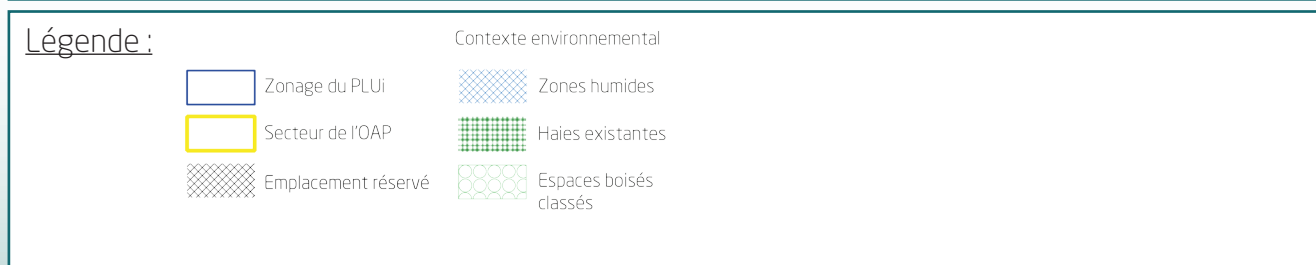 Légende :
Zonage du PLUi
Secteur de l'OAP
Emplacement réservé
Contexte environnemental
Zones humides
Haies existantes
Espaces boisés
classés